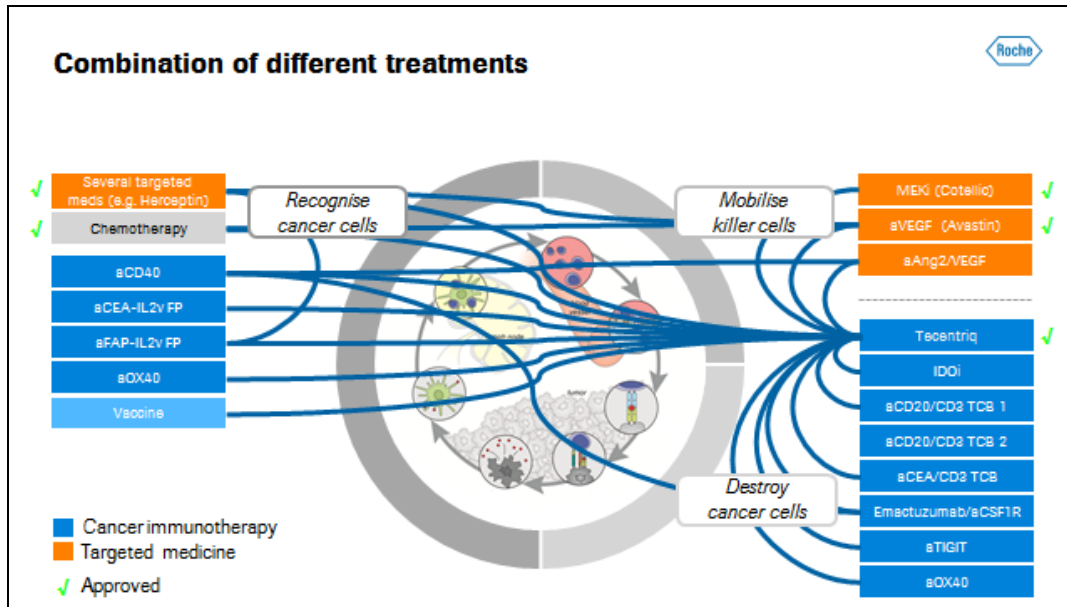 Combination of different treatments
Roche
√ Several targeted
meds (e.g. Herceptin)
√ Chemotherapy
aCD40
aCEA-IL2v FP
aFAP-IL2v FP
aOX40
Vaccine
Recognise
cancer cells
Mobilise
killer cells
Destroy
cancer cells
tumor
MEKi (Cotellic) √
aVEGF (Avastin) √
aAng2/VEGF
Tecentriq √
IDOi
aCD20/CD3 TCB 1
aCD20/CD3 TCB 2
aCEA/CD3 TCB
Emactuzumab/aCSF1R
aTIGIT
aOX40
Cancer immunotherapy
Targeted medicine
√ Approved